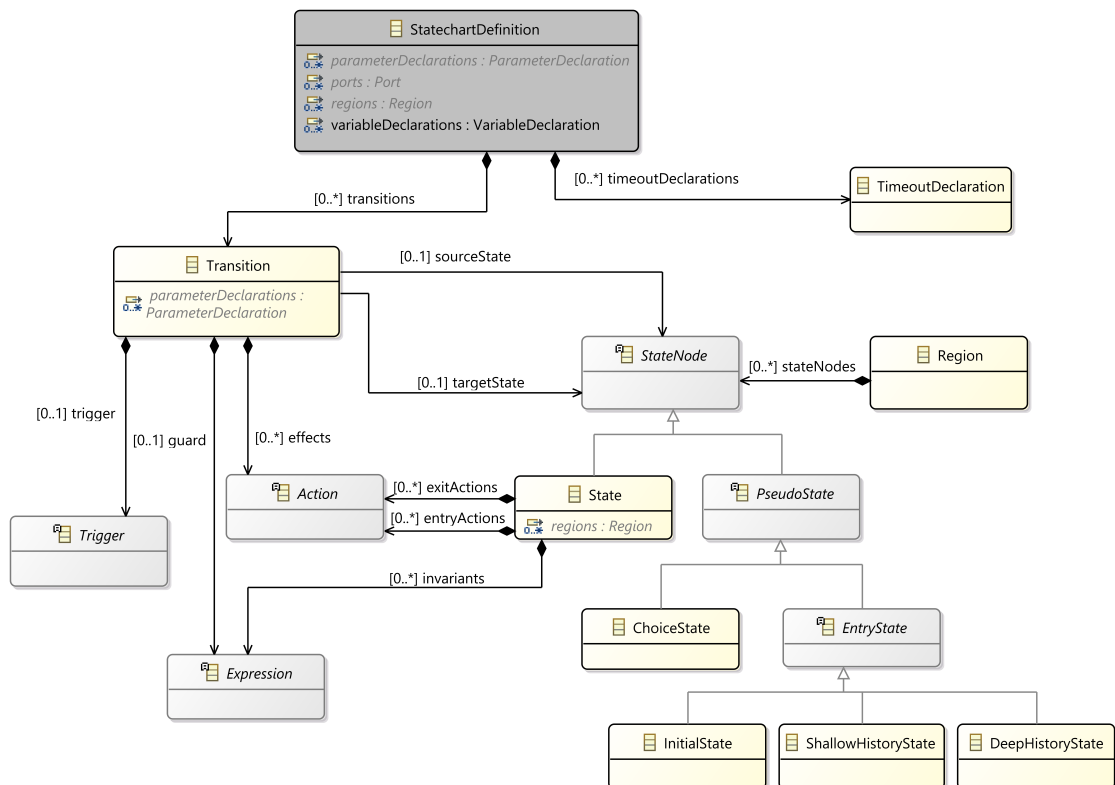 StatechartDefinition
0..* parameterDeclarations : ParameterDeclaration
0..* ports : Port
0..* regions : Region
0..* variableDeclarations : VariableDeclaration
[0..*] transitions
[0..*] timeoutDeclarations
TimeoutDeclaration
Transition
0..* parameterDeclarations :
ParameterDeclaration
[0..1] sourceState
[0..1] targetState
StateNode
[0..*] stateNodes
Region
[0..1] trigger
[0..1] guard
[0..*] effects
Action
[0..*] exitActions
[0..*] entryActions
State
0..* regions : Region
PseudoState
Trigger
[0..*] invariants
ChoiceState
EntryState
Expression
InitialState
ShallowHistoryState
DeepHistoryState